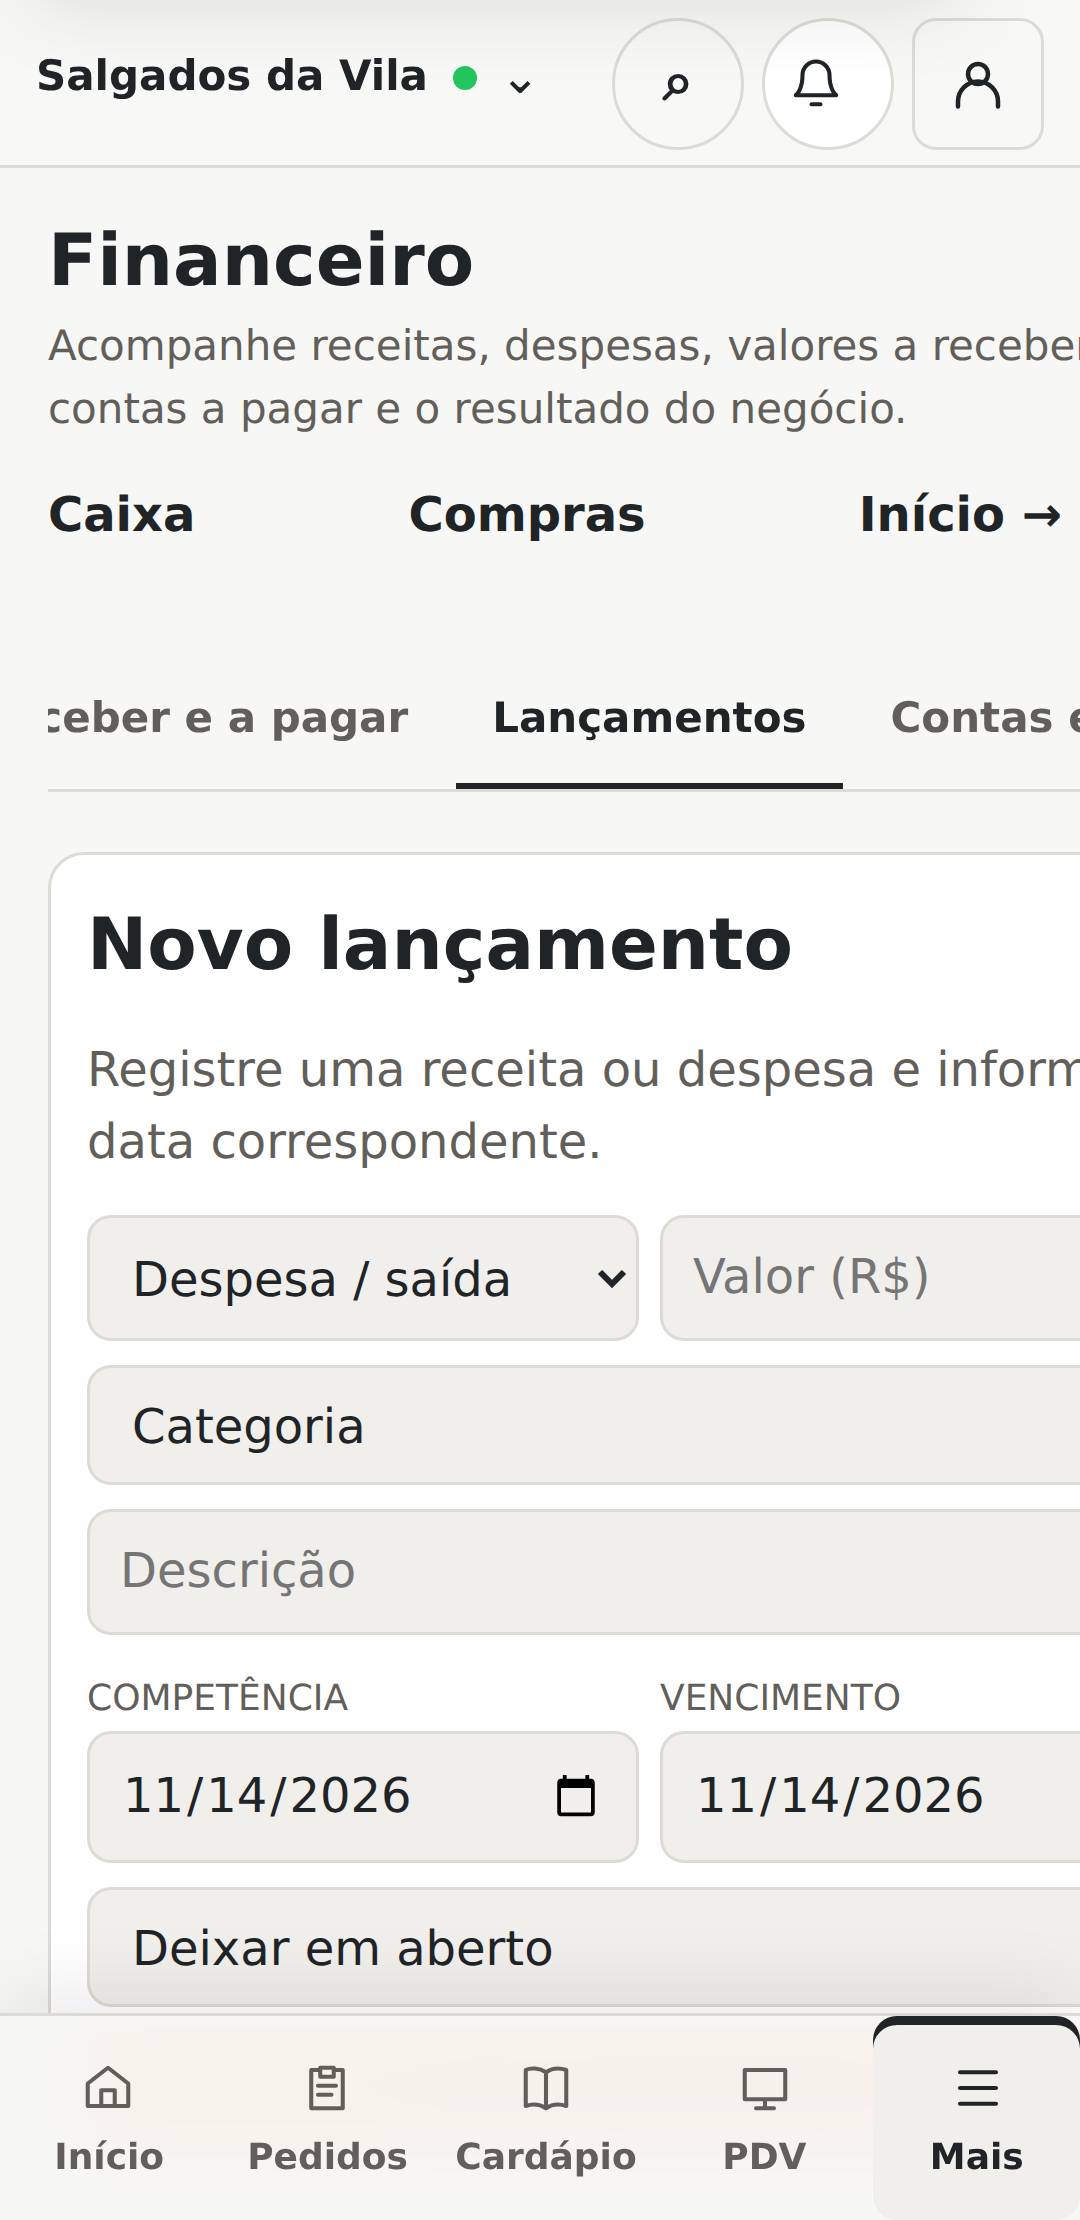 Salgados da Vila
Financeiro
Acompanhe receitas, despesas, valores a receber
contas a pagar e o resultado do negócio.
Caixa Compras Início →
ceber e a pagar Lançamentos Contas e
Novo lançamento
Registre uma receita ou despesa e inform
data correspondente.
Despesa / saída Valor (R$)
Categoria
Descrição
COMPETÊNCIA VENCIMENTO
11/14/2026 11/14/2026
Deixar em aberto
Início Pedidos Cardápio PDV Mais